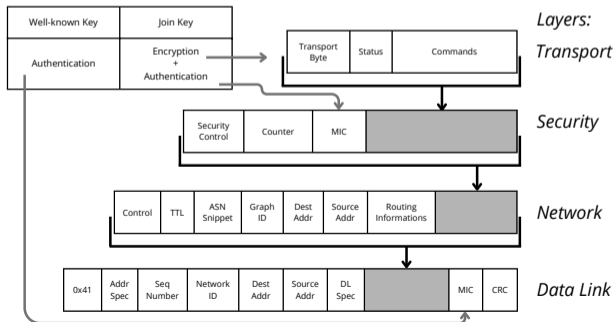 Well-known Key
Join Key
Layers:
Authentication
Encryption
+
Authentication
Transport
Byte
Status
Commands
Transport
Security
Control
Counter
MIC
Security
Control
TTL
ASN
Snippet
Graph
ID
Dest
Addr
Source
Addr
Routing
Informations
Network
0x41
Addr
Spec
Seq
Number
Network
ID
Dest
Addr
Source
Addr
DL
Spec
MIC
CRC
Data Link